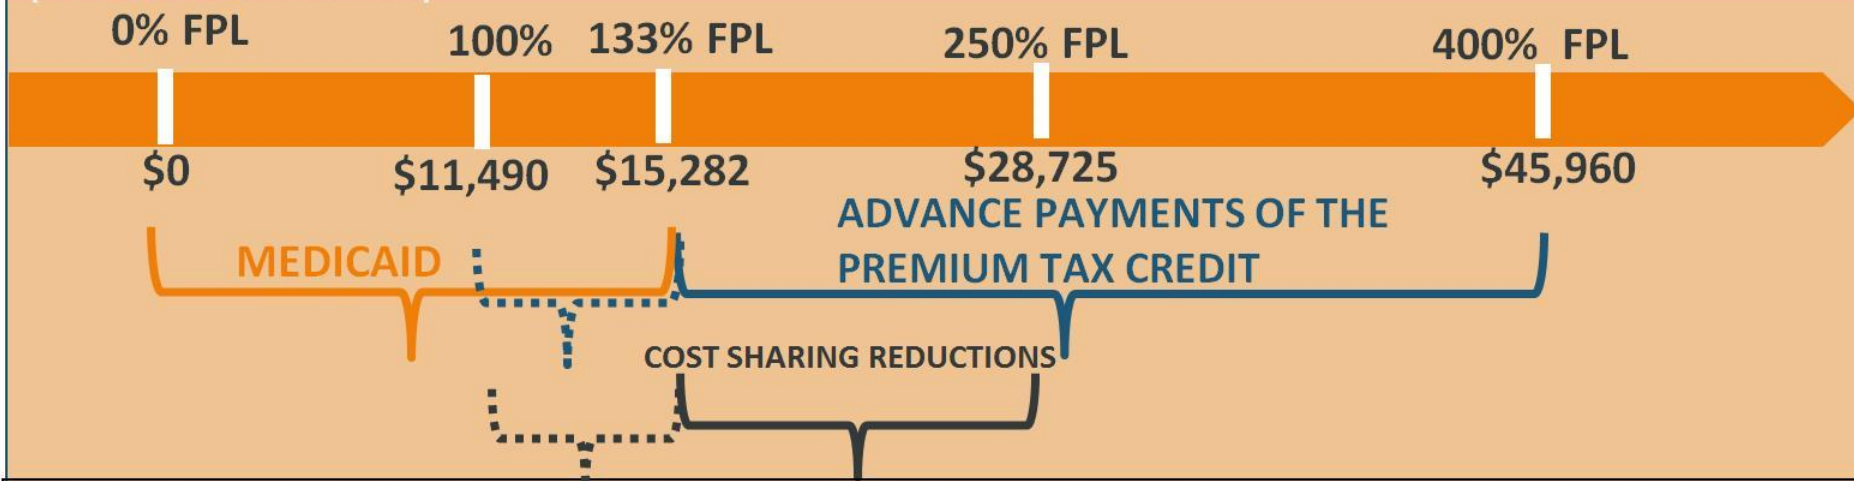 0% FPL
100%
133% FPL
250% FPL
400% FPL
$0
$11,490
$15,282
$28,725
$45,960
ADVANCE PAYMENTS OF THE
PREMIUM TAX CREDIT
MEDICAID
COST SHARING REDUCTIONS